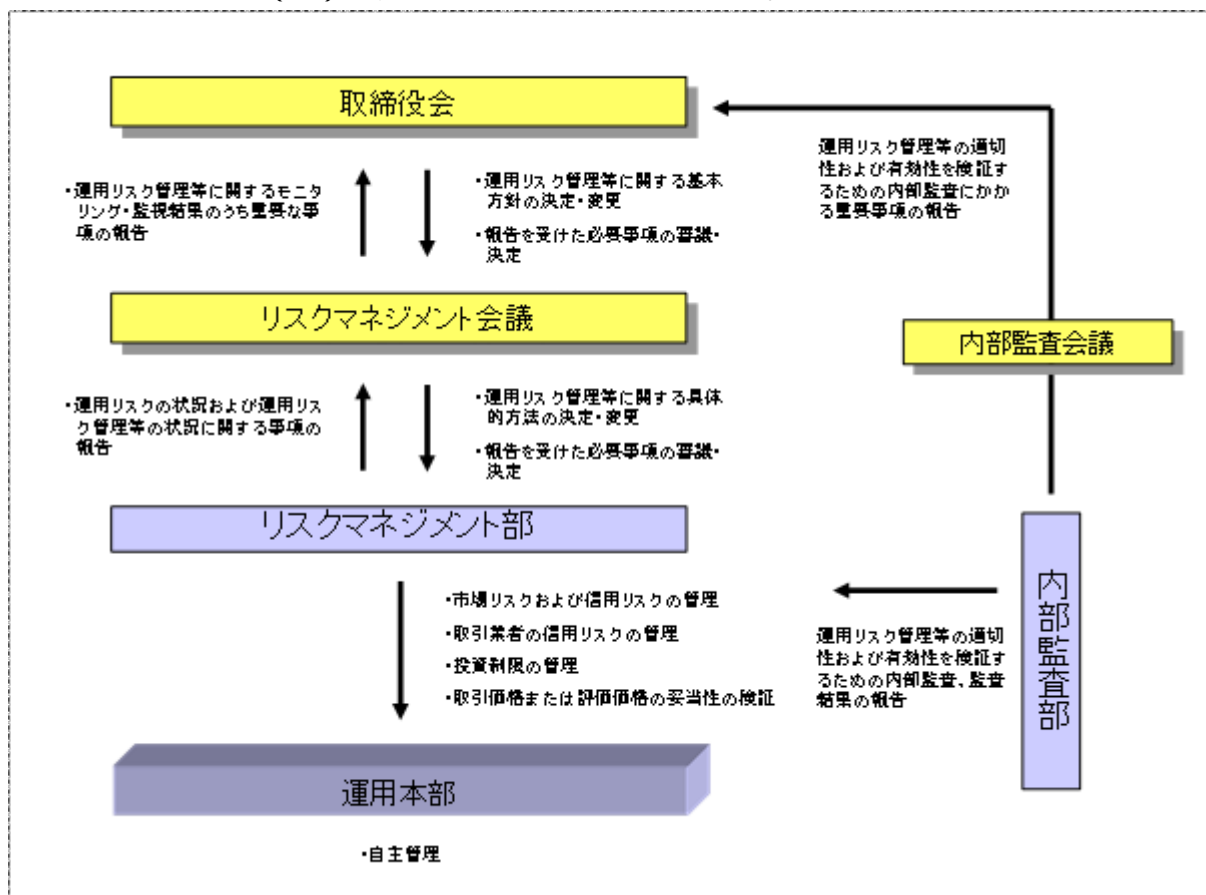 取締役会
・運用リスク管理等に関するモニ
タリング・監視結果のうち重要な事
項の報告
・運用リスク管理等に関する基本
方針の決定・変更
・報告を受けた必要事項の審議・
決定
運用リスク管理等の適切
性および有効性を検証す
るための内部監査にかか
る重要事項の報告
リスクマネジメント会議
内部監査会議
・運用リスクの状況および運用リス
ク管理等の状況に関する事項の
報告
・運用リスク管理等に関する具体
的方法の決定・変更
・報告を受けた必要事項の審議・
決定
リスクマネジメント部
・市場リスクおよび信用リスクの管理
・取引業者の信用リスクの管理
・投資制限の管理
・取引価格または評価価格の妥当性の検証
運用リスク管理等の適切
性および有効性を検証す
るための内部監査、監査
結果の報告
内部監査部
運用本部
・自主管理